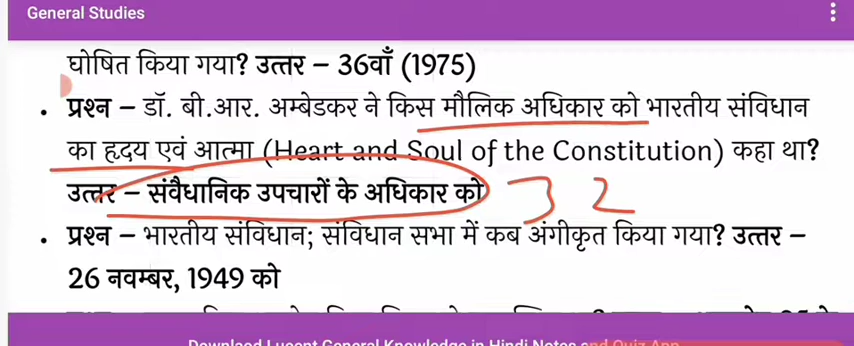 General Studies
घोषित किया गया? उत्तर – 36वाँ (1975)
• प्रश्न – डॉ. बी.आर. अम्बेडकर ने किस मौलिक अधिकार को भारतीय संविधान
का हृदय एवं आत्मा (Heart and Soul of the Constitution) कहा था?
उत्तर – संवैधानिक उपचारों के अधिकार को 32
• प्रश्न – भारतीय संविधान; संविधान सभा में कब अंगीकृत किया गया? उत्तर –
26 नवम्बर, 1949 को
Downlaod Lucent General Knowledge in Hindi Notes and Quiz App